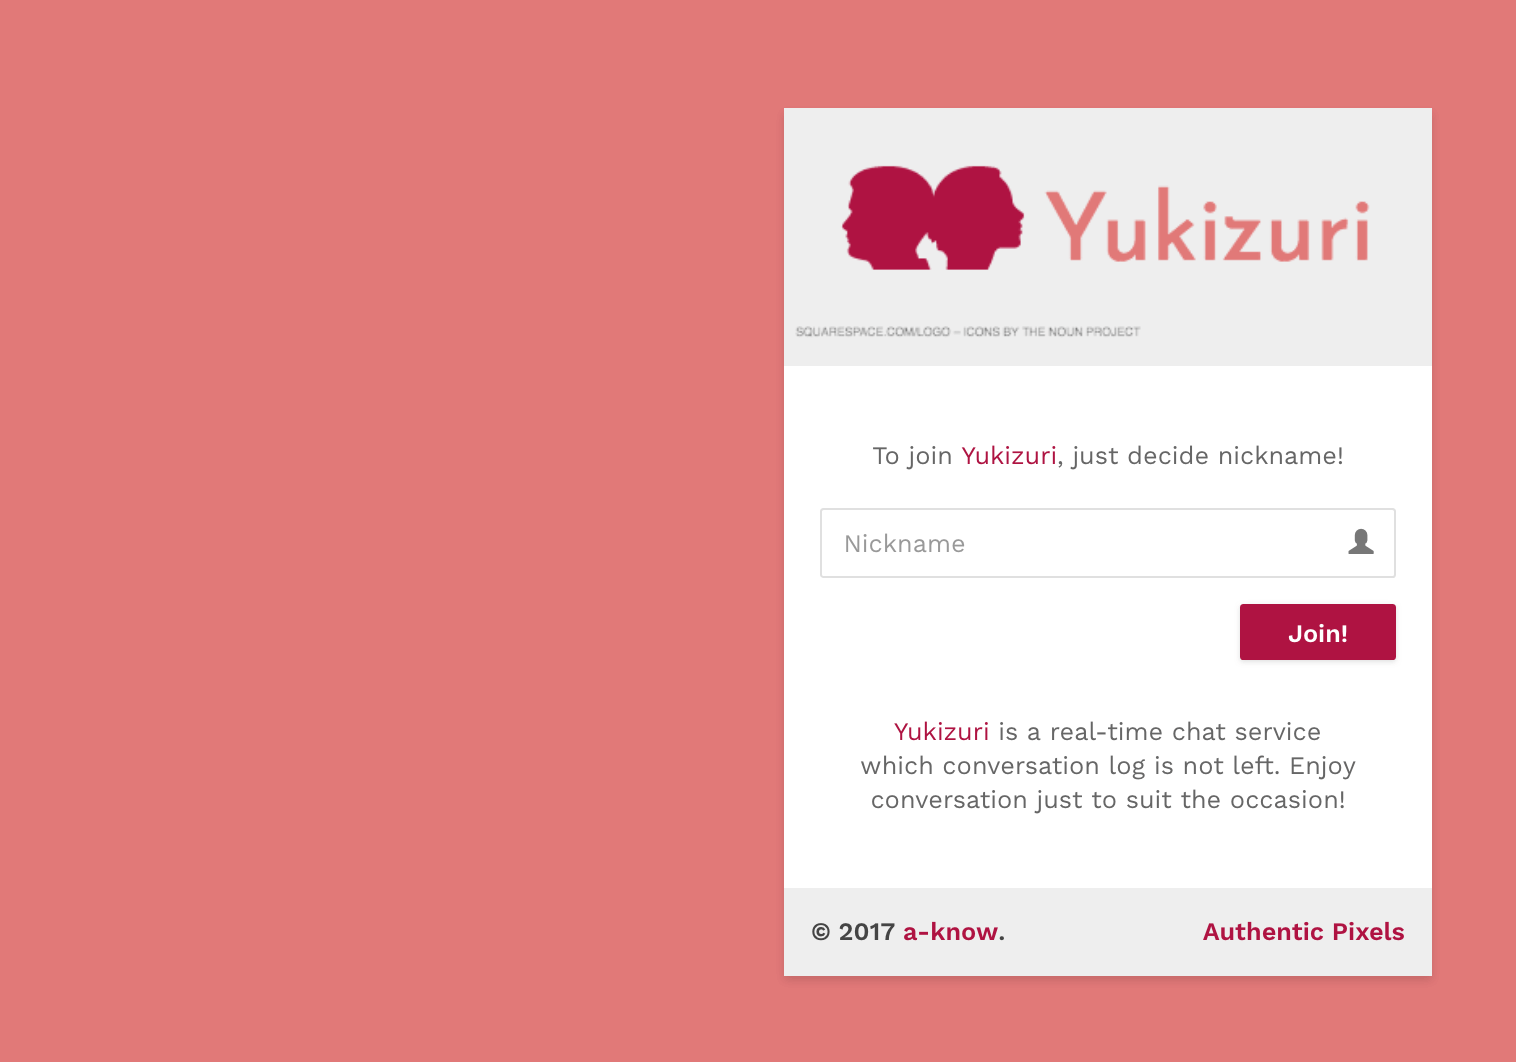 Yukizuri
SQUARESPACE.COM/LOGO – ICONS BY THE NOUN PROJECT
To join Yukizuri, just decide nickname!
Nickname
Join!
Yukizuri is a real-time chat service
which conversation log is not left. Enjoy
conversation just to suit the occasion!
© 2017 a-know.
Authentic Pixels